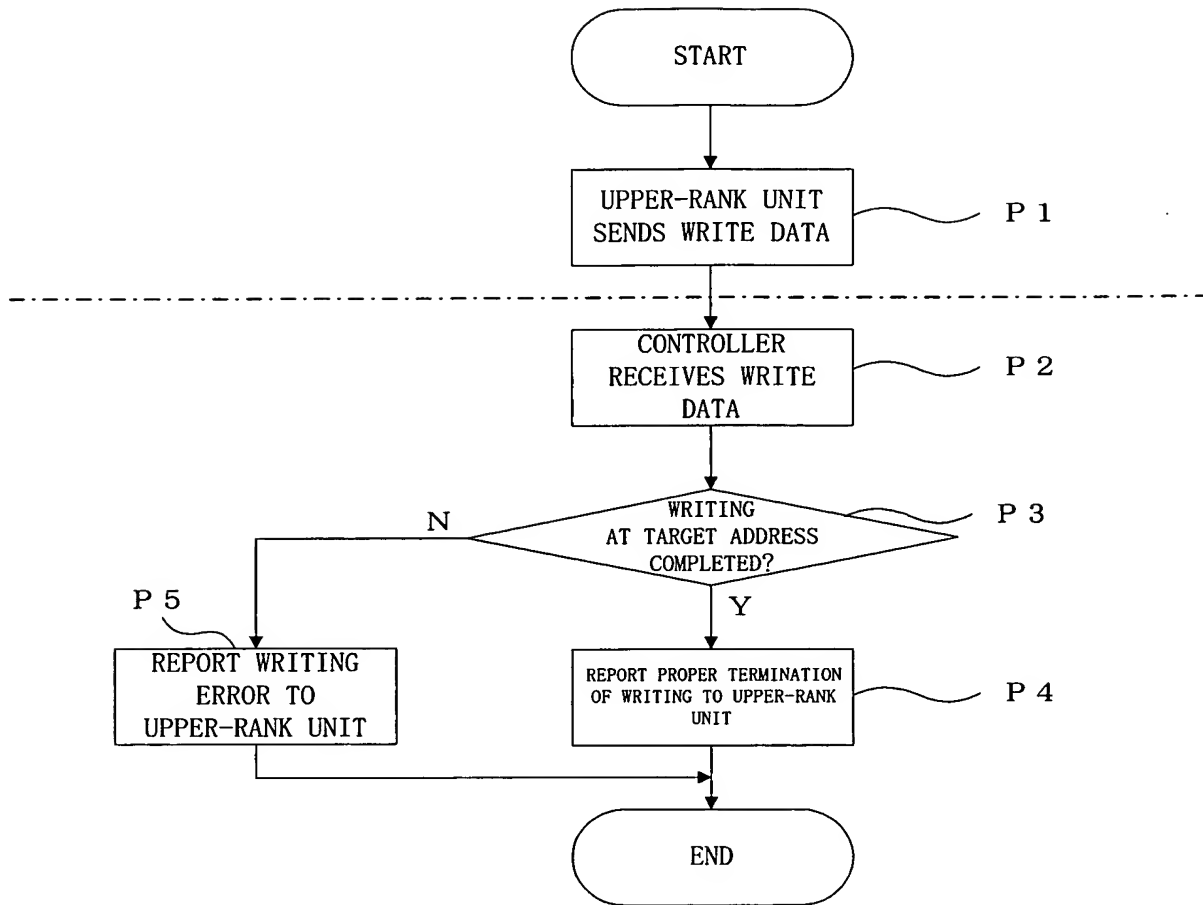 START
UPPER-RANK UNIT
SENDS WRITE DATA
P 1
CONTROLLER
RECEIVES WRITE
DATA
P 2
WRITING
AT TARGET ADDRESS
COMPLETED?
P 3
N
Y
P 5
REPORT WRITING
ERROR TO
UPPER-RANK UNIT
REPORT PROPER TERMINATION
OF WRITING TO UPPER-RANK
UNIT
P 4
END